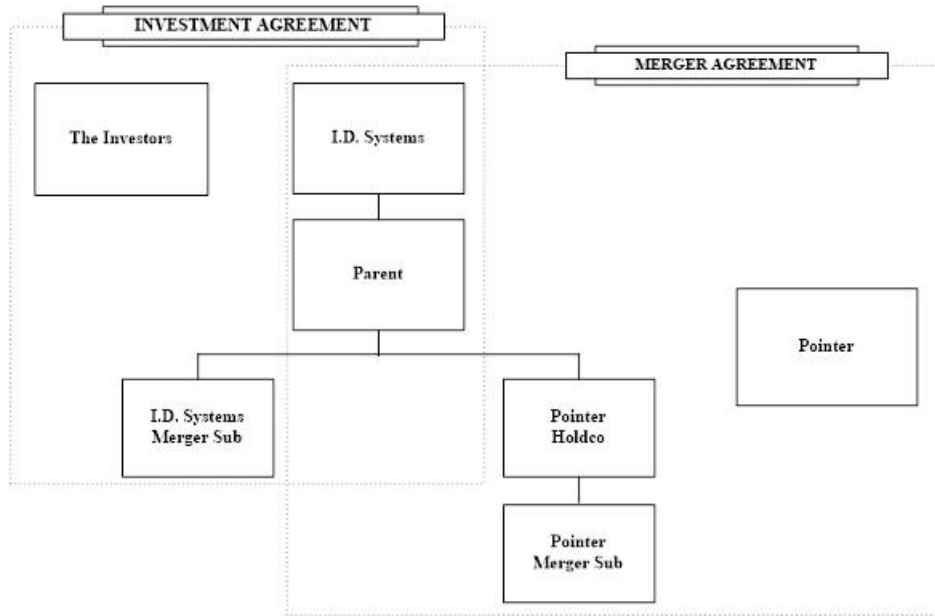 INVESTMENT AGREEMENT
MERGER AGREEMENT
The Investors
I.D. Systems
Parent
Pointer
I.D. Systems
Merger Sub
Pointer
Holdco
Pointer
Merger Sub